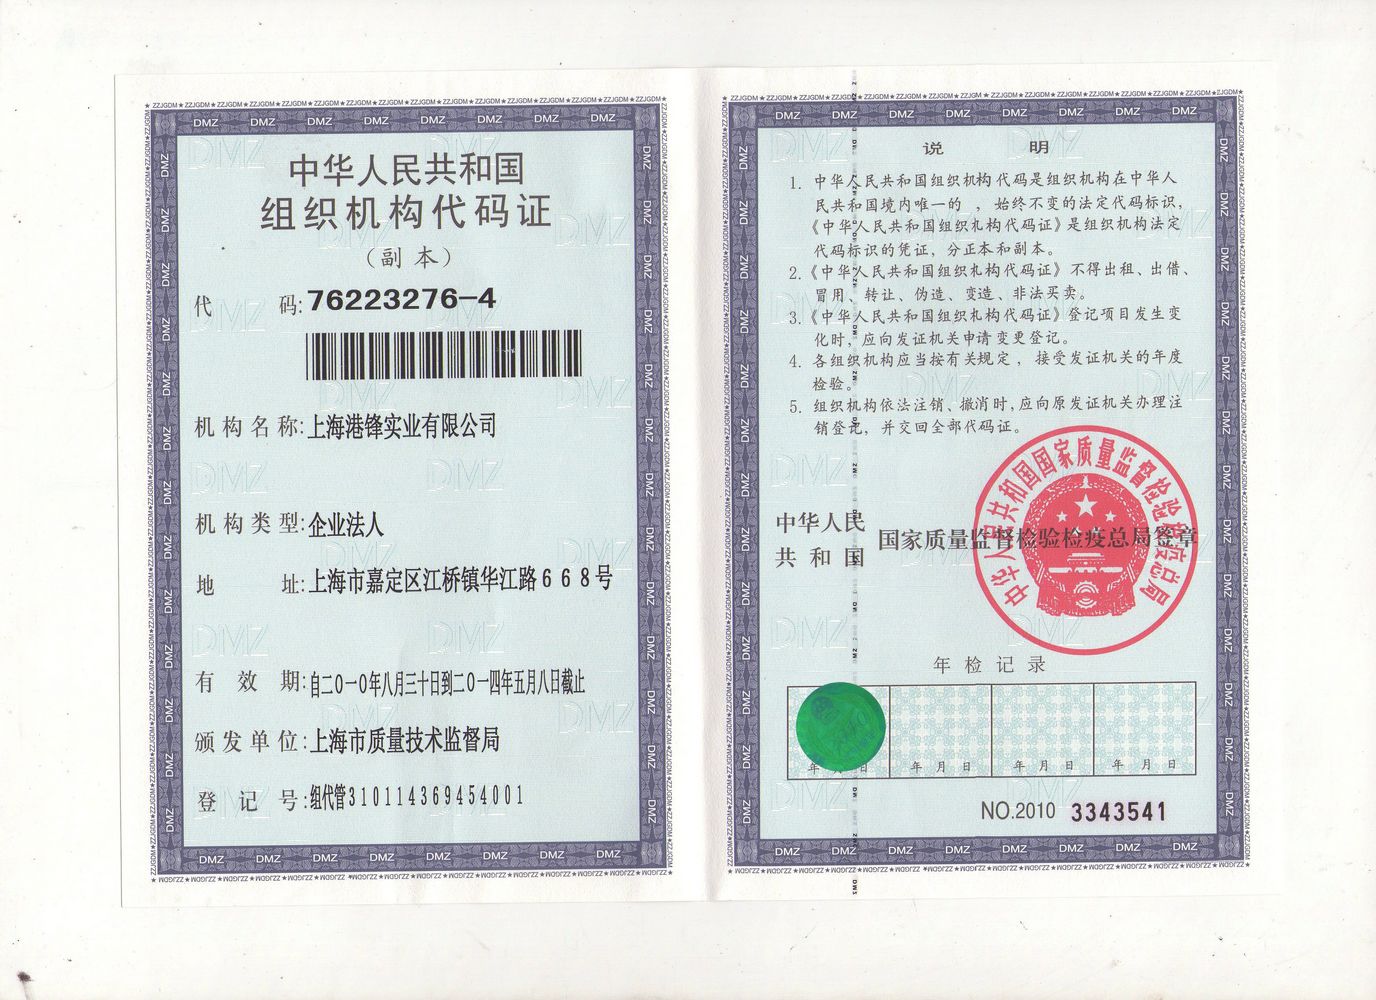 中华人民共和国
组织机构代码证
（副本）
代 码: 76223276-4
机构名称: 上海港锋实业有限公司
机构类型: 企业法人
地 址: 上海市嘉定区江桥镇华江路６６８号
有 效 期: 自二0一0年八月三十日到二0一四年五月八日截止
颁发单位: 上海市质量技术监督局
登 记 号: 组代管310114369454001
说 明
1. 中华人民共和国组织机构代码是组织机构在中华人
民共和国境内唯一的 ，始终不变的法定代码标识,
《中华人民共和国组织机构代码证》是组织机构法定
代码标识的凭证，分正本和副本。
2.《中华人民共和国组织机构代码证》不得出租、出借、
冒用、转让、伪造、变造、非法买卖。
3.《中华人民共和国组织机构代码证》登记项目发生变
化时, 应向发证机关申请变更登记。
4. 各组织机构应当按有关规定 ，接受发证机关的年度
检验。
5. 组织机构依法注销、撤消时, 应向原发证机关办理注
销登记，并交回全部代码证。
中华人民
共和国
国家质量监督检验检疫总局签章
中华人民共和国国家质量监督检验检疫总局
年检记录
年 月 日 年 月 日 年 月 日 年 月 日
NO.2010 3343541